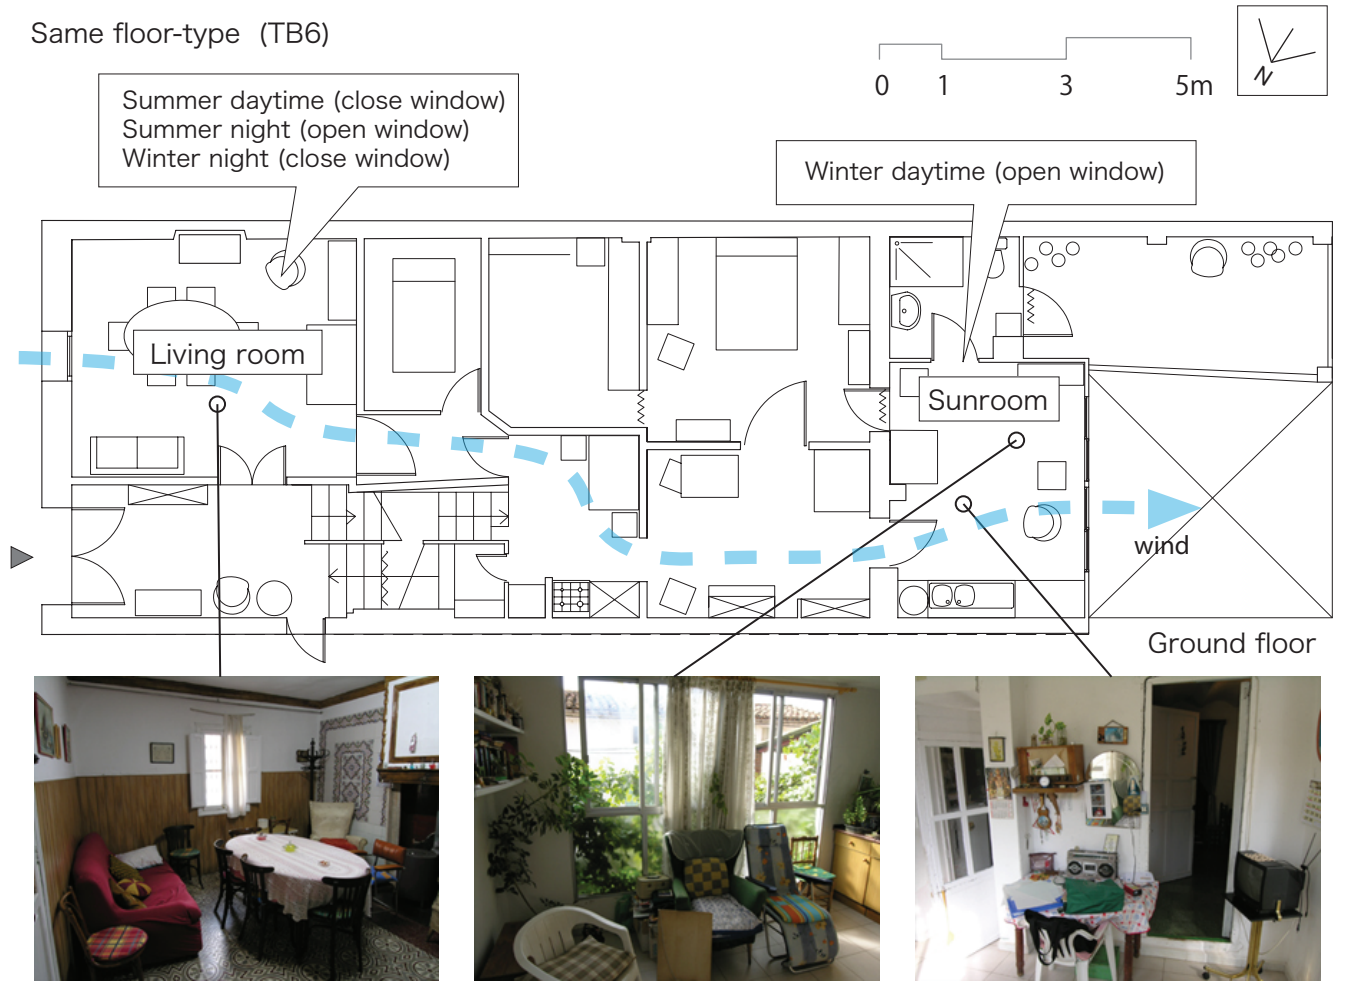 Same floor-type (TB6)
0 1 3 5m
N
Summer daytime (close window)
Summer night (open window)
Winter night (close window)
Winter daytime (open window)
Living room
Sunroom
wind
Ground floor